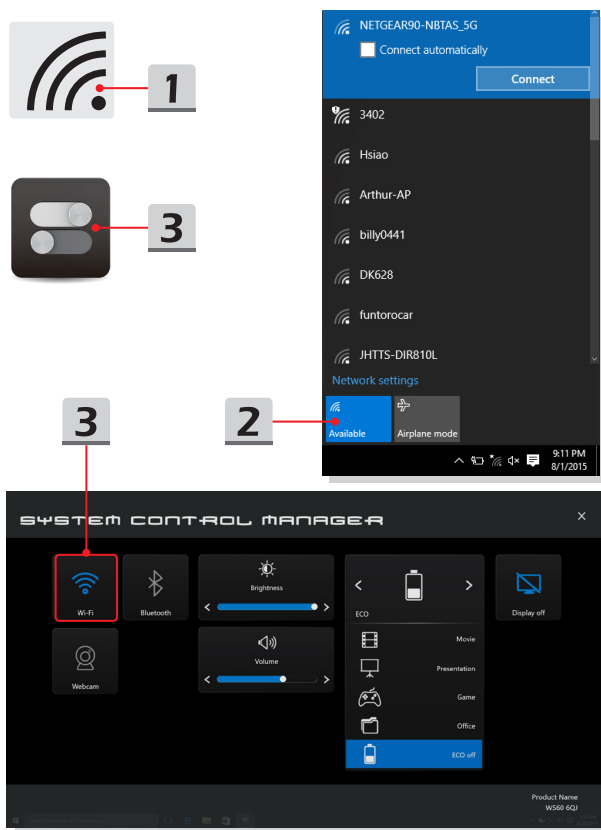 1
3
NETGEAR90-NBTAS_5G
Connect automatically
Connect
3402
Hsiao
Arthur-AP
billy0441
DK628
funtorocar
JHTTS-DIR810L
Network settings
2
Available
Airplane mode
9:11 PM
8/1/2015
3
SYSTEM CONTROL MANAGER
Wi-Fi
Bluetooth
Brightness
ECO
Display off
Movie
Webcam
Volume
Presentation
Game
Office
ECO off
Product Name
WS60 6QJ